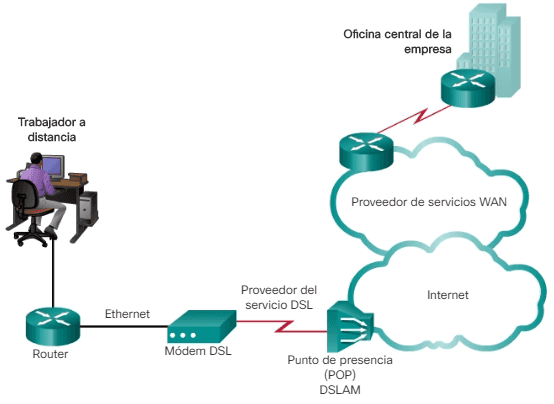 Oficina central de la
empresa
Trabajador a
distancia
Proveedor de servicios WAN
Proveedor del
servicio DSL
Internet
Ethernet
Router
Módem DSL
Punto de presencia
(POP)
DSLAM